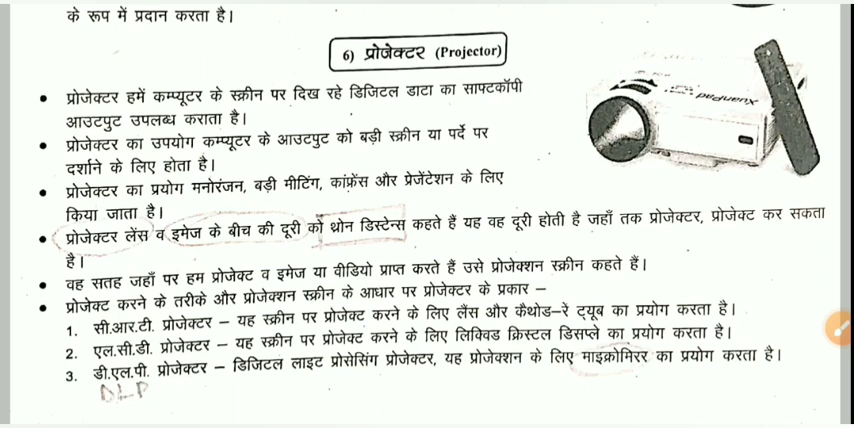 के रूप में प्रदान करता है।
6) प्रोजेक्टर (Projector)
• प्रोजेक्टर हमें कम्प्यूटर के स्क्रीन पर दिख रहे डिजिटल डाटा का साफ्टकॉपी
आउटपुट उपलब्ध कराता है।
• प्रोजेक्टर का उपयोग कम्प्यूटर के आउटपुट को बड़ी स्क्रीन या पर्दे पर
दर्शाने के लिए होता है।
• प्रोजेक्टर का प्रयोग मनोरंजन, बड़ी मीटिंग, कांफ्रेंस और प्रेजेंटेशन के लिए
किया जाता है।
XuanPad
• प्रोजेक्टर लेंस व इमेज के बीच की दूरी को थ्रोन डिस्टेन्स कहते हैं यह वह दूरी होती है जहाँ तक प्रोजेक्टर, प्रोजेक्ट कर सकता
है।
• वह सतह जहाँ पर हम प्रोजेक्ट व इमेज या वीडियो प्राप्त करते हैं उसे प्रोजेक्शन स्क्रीन कहते हैं।
• प्रोजेक्ट करने के तरीके और प्रोजेक्शन स्क्रीन के आधार पर प्रोजेक्टर के प्रकार –
1. सी.आर.टी. प्रोजेक्टर – यह स्क्रीन पर प्रोजेक्ट करने के लिए लैंस और कैथोड–रे ट्यूब का प्रयोग करता है।
2. एल.सी.डी. प्रोजेक्टर – यह स्क्रीन पर प्रोजेक्ट करने के लिए लिक्विड क्रिस्टल डिसप्ले का प्रयोग करता है।
3. डी.एल.पी. प्रोजेक्टर – डिजिटल लाइट प्रोसेसिंग प्रोजेक्टर, यह प्रोजेक्शन के लिए माइक्रोमिरर का प्रयोग करता है।
DLP